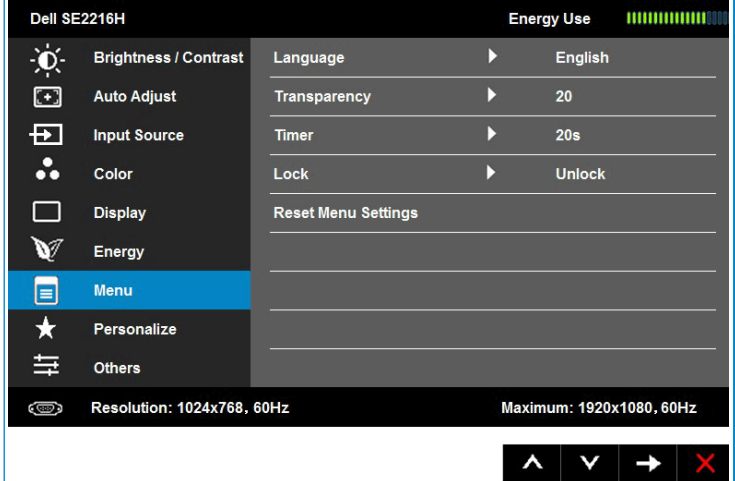 Dell SE2216H Energy Use
Brightness / Contrast Language English
Auto Adjust Transparency 20
Input Source Timer 20s
Color Lock Unlock
Display Reset Menu Settings
Energy
Menu
Personalize
Others
Resolution: 1024x768, 60Hz Maximum: 1920x1080, 60Hz